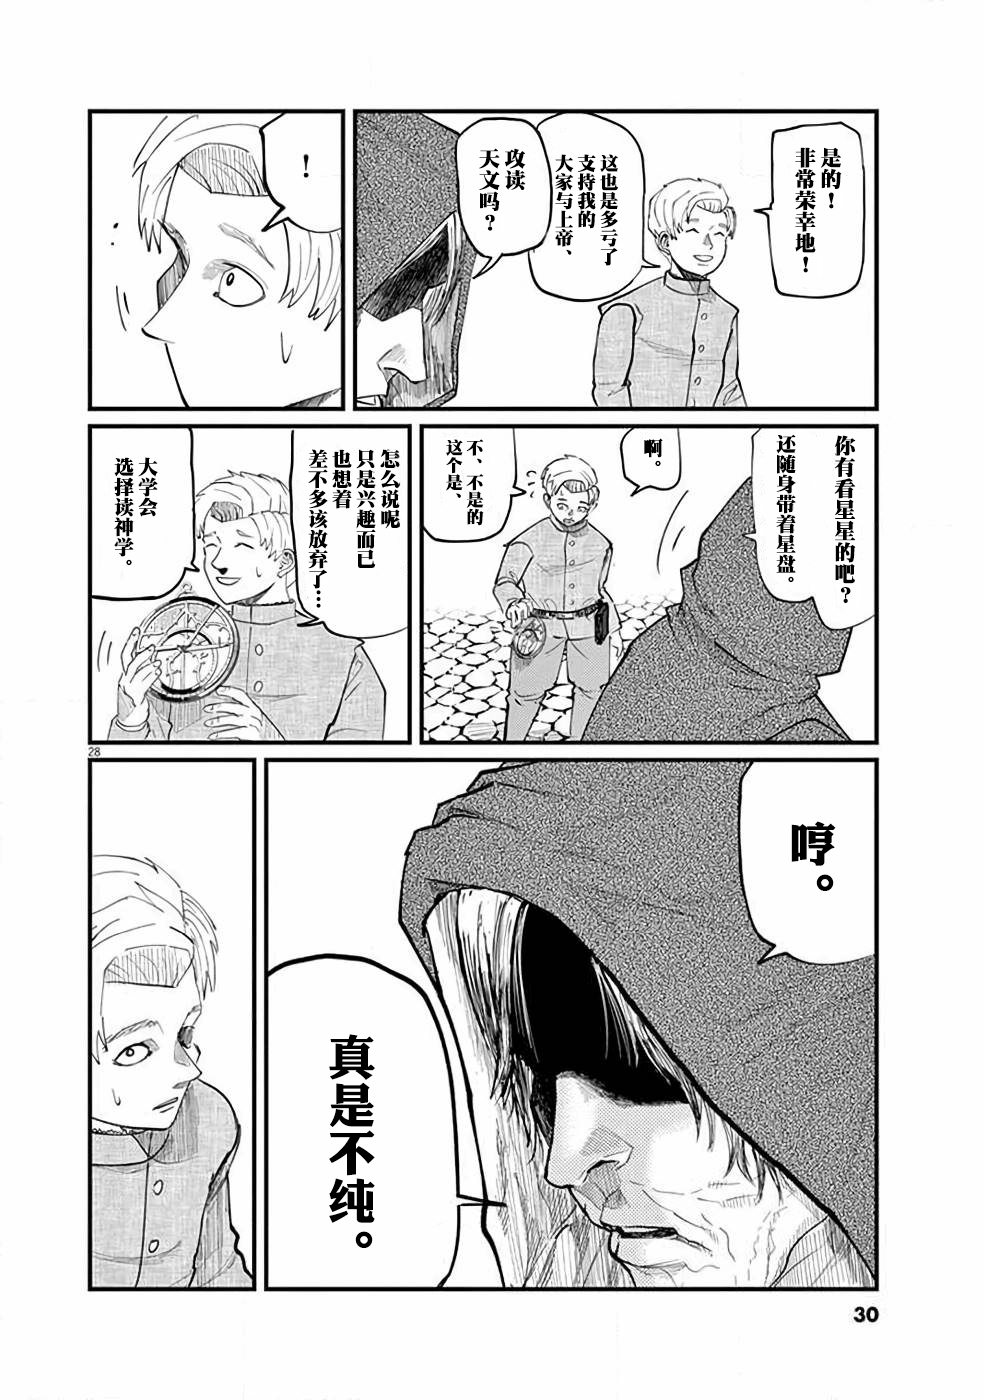 是的！
非常荣幸地！
这也是多亏了
支持我的
大家与上帝、
攻读
天文吗？
！
你有看星星的吧？
还随身带着星盘。
啊。
不、不是的
这个是、
怎么说呢
只是兴趣而已
也想着
差不多该放弃了…
大学会
选择读神学。
28
哼。
真是不纯。
30